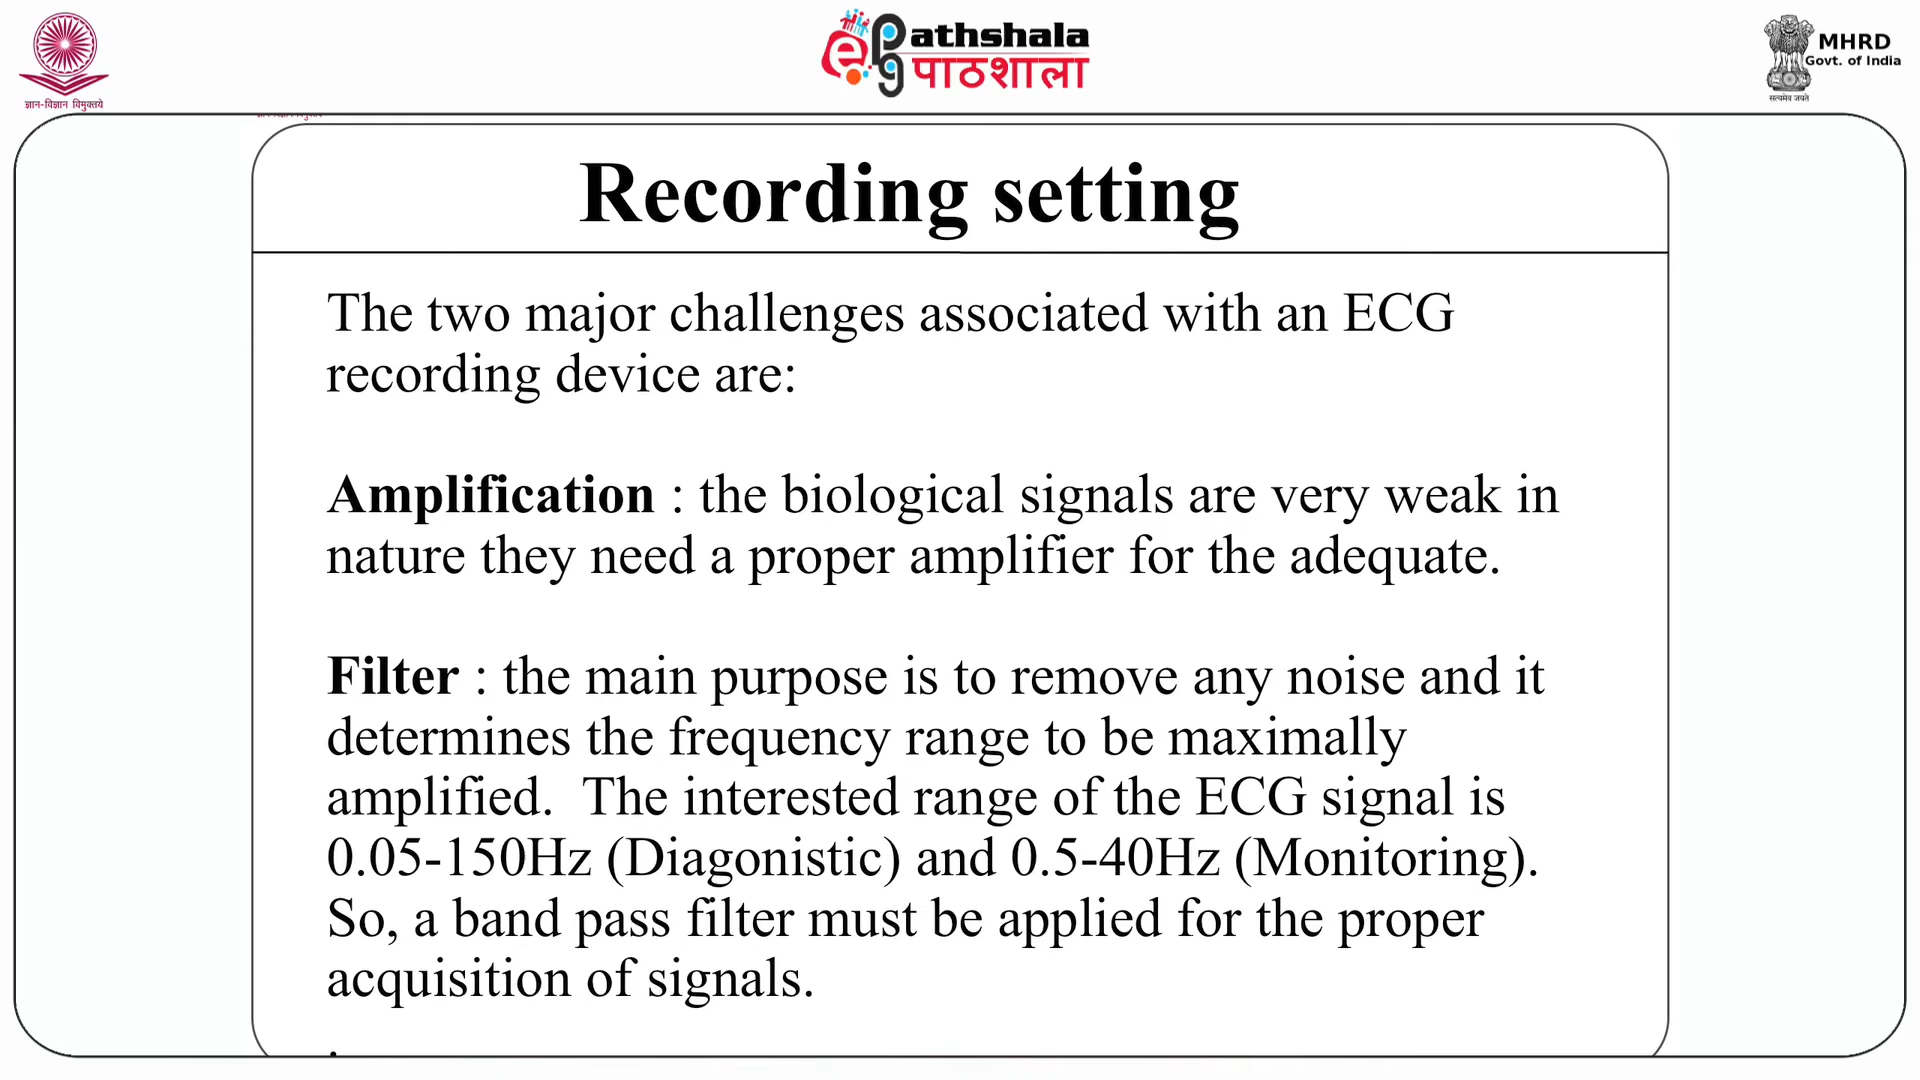 ज्ञान-विज्ञान विमुक्तये
ePathshala
पाठशाला
MHRD
Govt. of India
सत्यमेव जयते
Recording setting
The two major challenges associated with an ECG
recording device are:
Amplification : the biological signals are very weak in
nature they need a proper amplifier for the adequate.
Filter : the main purpose is to remove any noise and it
determines the frequency range to be maximally
amplified.  The interested range of the ECG signal is
0.05-150Hz (Diagonistic) and 0.5-40Hz (Monitoring).
So, a band pass filter must be applied for the proper
acquisition of signals.
.